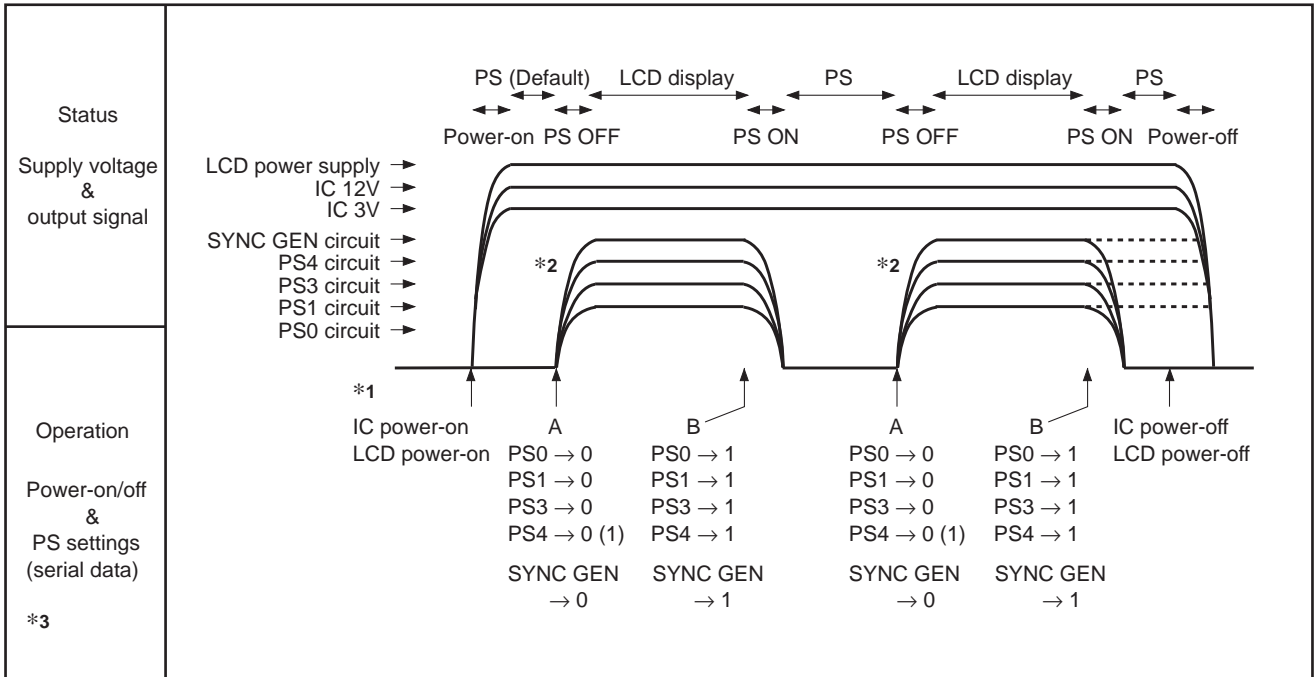 Status
Supply voltage
&
output signal
Operation
Power-on/off
&
PS settings
(serial data)
*3
PS (Default) LCD display PS LCD display PS
Power-on PS OFF PS ON PS OFF PS ON Power-off
LCD power supply
IC 12V
IC 3V
SYNC GEN circuit
PS4 circuit
PS3 circuit
PS1 circuit
PS0 circuit
*2 *2
*1
IC power-on A B A B IC power-off
LCD power-on PS0 → 0 PS0 → 1 PS0 → 0 PS0 → 1 LCD power-off
PS1 → 0 PS1 → 1 PS1 → 0 PS1 → 1
PS3 → 0 PS3 → 1 PS3 → 0 PS3 → 1
PS4 → 0 (1) PS4 → 1 PS4 → 0 (1) PS4 → 1
SYNC GEN SYNC GEN SYNC GEN SYNC GEN
→ 0 → 1 → 0 → 1